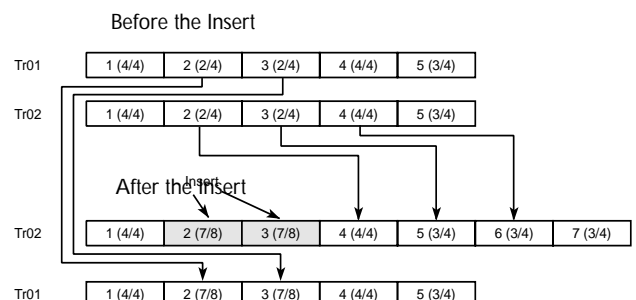 Before the Insert
Tr01 1 (4/4) 2 (2/4) 3 (2/4) 4 (4/4) 5 (3/4)
Tr02 1 (4/4) 2 (2/4) 3 (2/4) 4 (4/4) 5 (3/4)
Insert
After the Insert
Tr02 1 (4/4) 2 (7/8) 3 (7/8) 4 (4/4) 5 (3/4) 6 (3/4) 7 (3/4)
Tr01 1 (4/4) 2 (7/8) 3 (7/8) 4 (4/4) 5 (3/4)